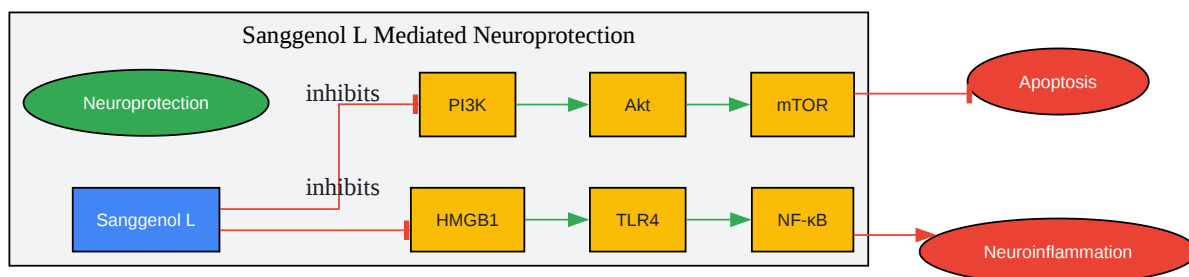 Sanggenol L Mediated Neuroprotection
Neuroprotection
inhibits
PI3K
Akt
mTOR
Apoptosis
Sanggenol L
inhibits
HMGB1
TLR4
NF-κB
Neuroinflammation